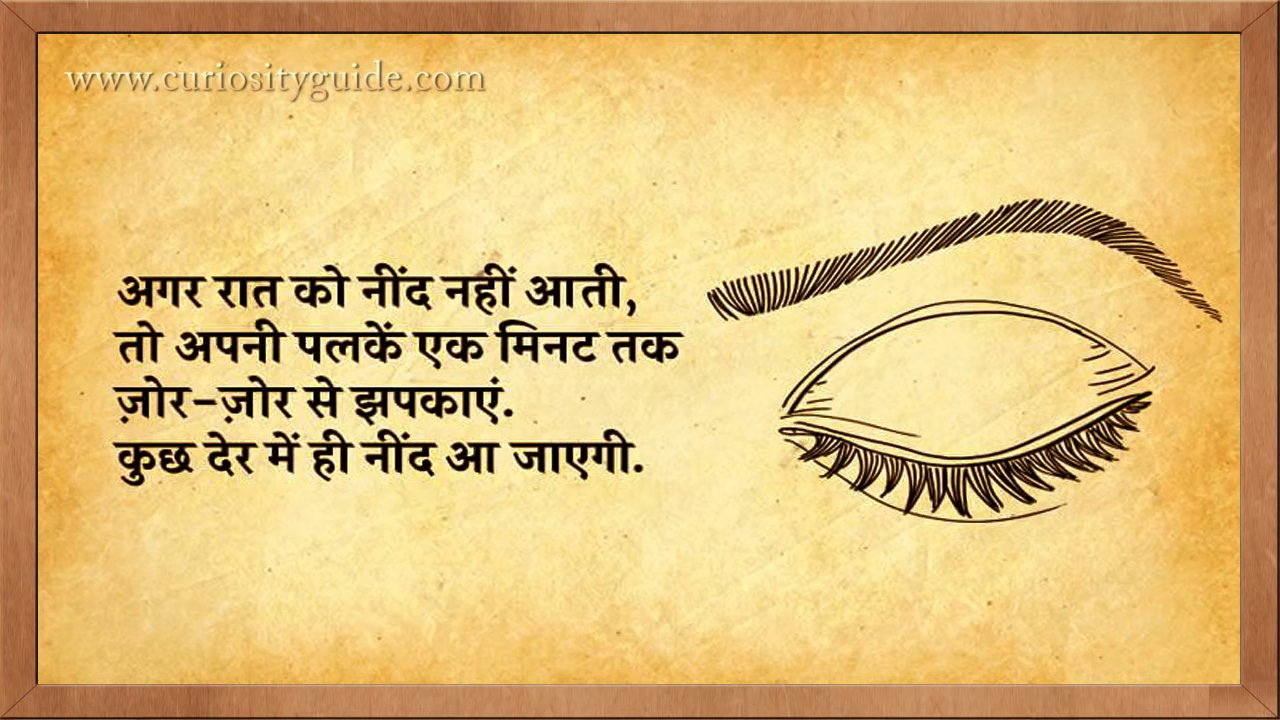 www.curiosityguide.com
अगर रात को नींद नहीं आती,
तो अपनी पलकें एक मिनट तक
ज़ोर-ज़ोर से झपकाएं.
कुछ देर में ही नींद आ जाएगी.